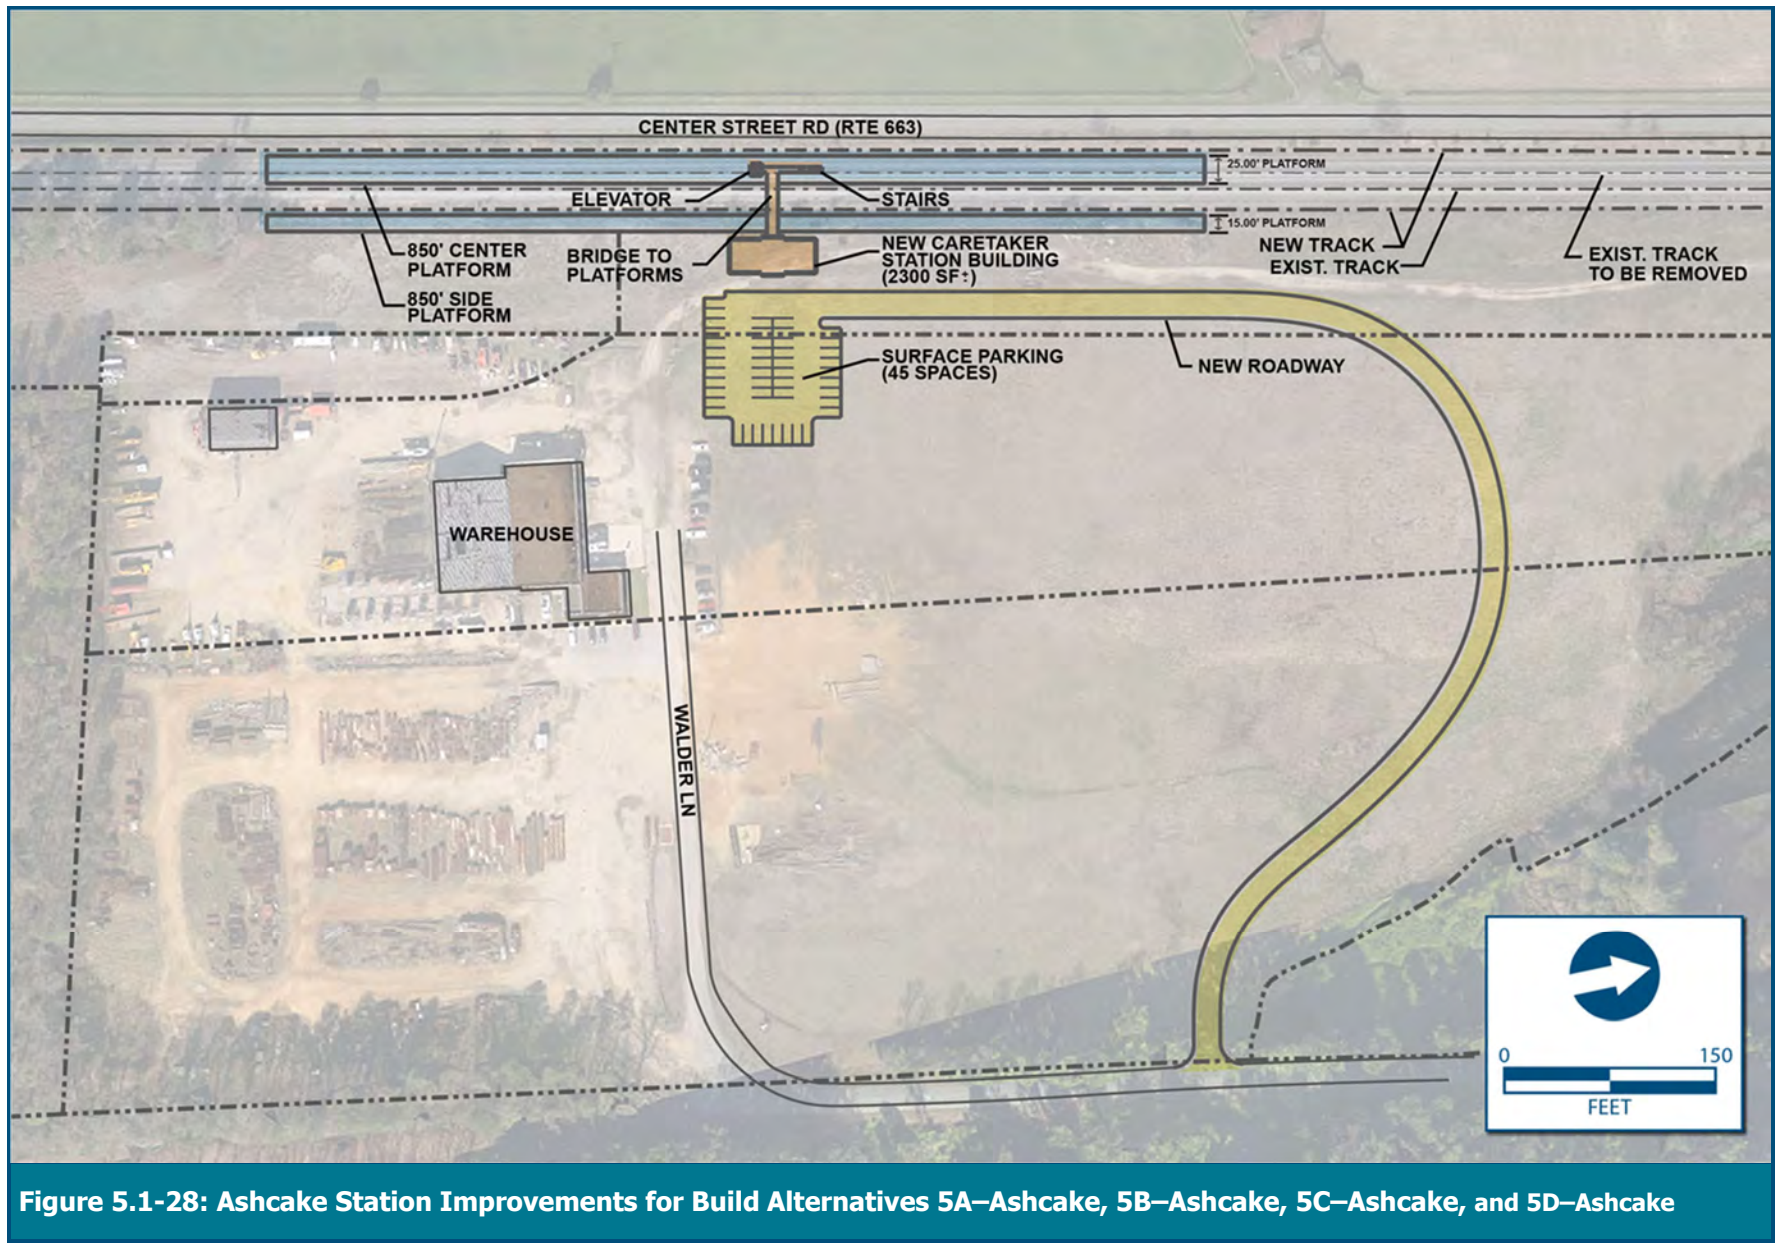 CENTER STREET RD (RTE 663)
25.00' PLATFORM
ELEVATOR
STAIRS
15.00' PLATFORM
850' CENTER
PLATFORM
BRIDGE TO
PLATFORMS
NEW CARETAKER
STATION BUILDING
(2300 SF±)
NEW TRACK
EXIST. TRACK
EXIST. TRACK
TO BE REMOVED
850' SIDE
PLATFORM
SURFACE PARKING
(45 SPACES)
NEW ROADWAY
WAREHOUSE
WALDER LN
0 150
FEET
Figure 5.1-28: Ashcake Station Improvements for Build Alternatives 5A–Ashcake, 5B–Ashcake, 5C–Ashcake, and 5D–Ashcake